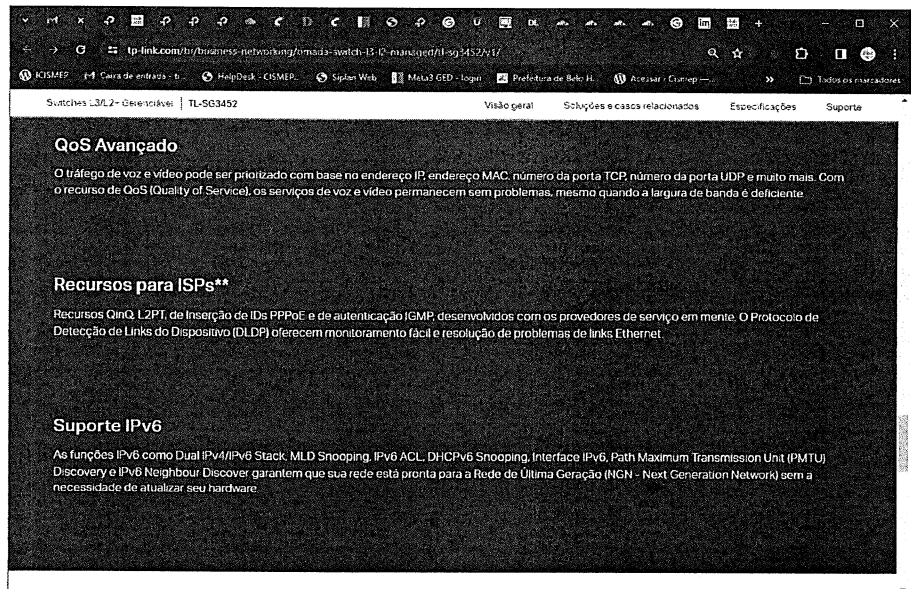 tp-link.com/br/business-networking/omada-switch-l3-l2-managed/tl-sg3452/v1/
HelpDesk - CISMEP... Siplan Web Meta3 GED - login Prefeitura de Belo H... Todos os marcadores
Switches L3/L2+ Gerenciável | TL-SG3452 Visão geral Soluções e casos relacionados Especificações Suporte
QoS Avançado
O tráfego de voz e vídeo pode ser priorizado com base no endereço IP, endereço MAC, número da porta TCP, número da porta UDP e muito mais. Com
o recurso de QoS (Quality of Service), os serviços de voz e vídeo permanecem sem problemas, mesmo quando a largura de banda é deficiente
Recursos para ISPs**
Recursos QinQ, L2PT, de Inserção de IDs PPPoE e de autenticação IGMP, desenvolvidos com os provedores de serviço em mente. O Protocolo de
Detecção de Links do Dispositivo (DLDP) oferecem monitoramento fácil e resolução de problemas de links Ethernet.
Suporte IPv6
As funções IPv6 como Dual IPv4/IPv6 Stack, MLD Snooping, IPv6 ACL, DHCPv6 Snooping, Interface IPv6, Path Maximum Transmission Unit (PMTU)
Discovery e IPv6 Neighbour Discover garantem que sua rede está pronta para a Rede de Última Geração (NGN - Next Generation Network) sem a
necessidade de atualizar seu hardware